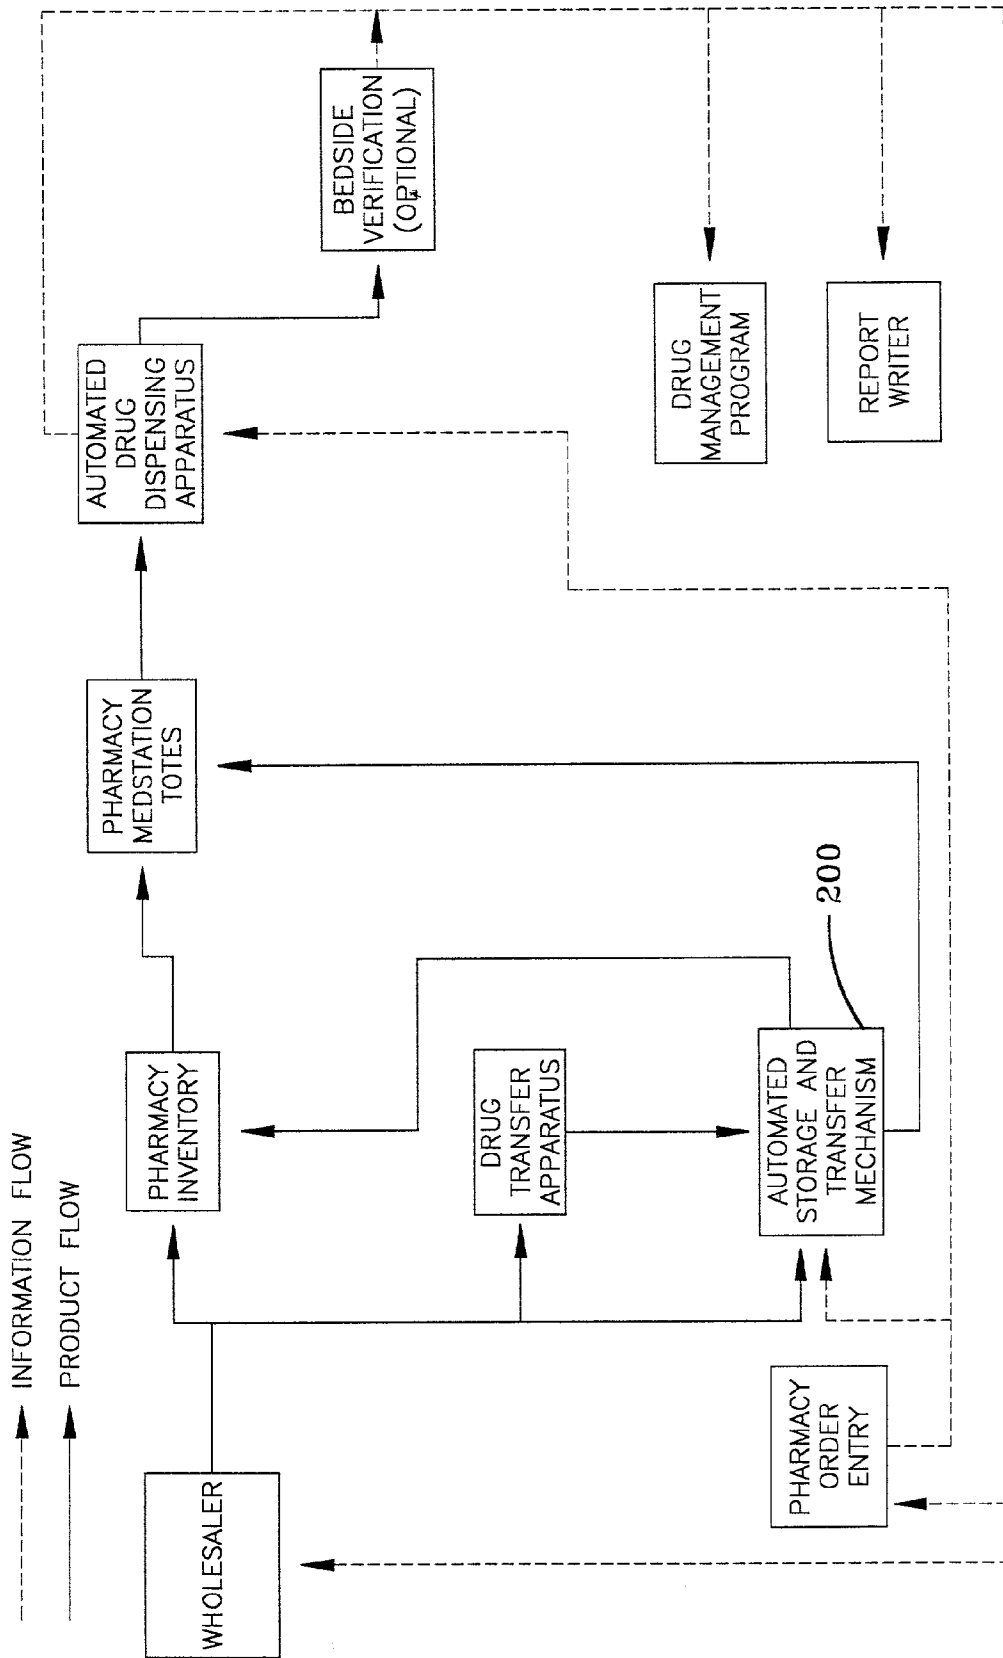 INFORMATION FLOW
PRODUCT FLOW
WHOLESALER
PHARMACY
INVENTORY
PHARMACY
MEDSTATION
TOTES
AUTOMATED
DRUG
DISPENSING
APPARATUS
BEDSIDE
VERIFICATION
(OPTIONAL)
DRUG
TRANSFER
APPARATUS
PHARMACY
ORDER
ENTRY
AUTOMATED
STORAGE AND
TRANSFER
MECHANISM
200
DRUG
MANAGEMENT
PROGRAM
REPORT
WRITER